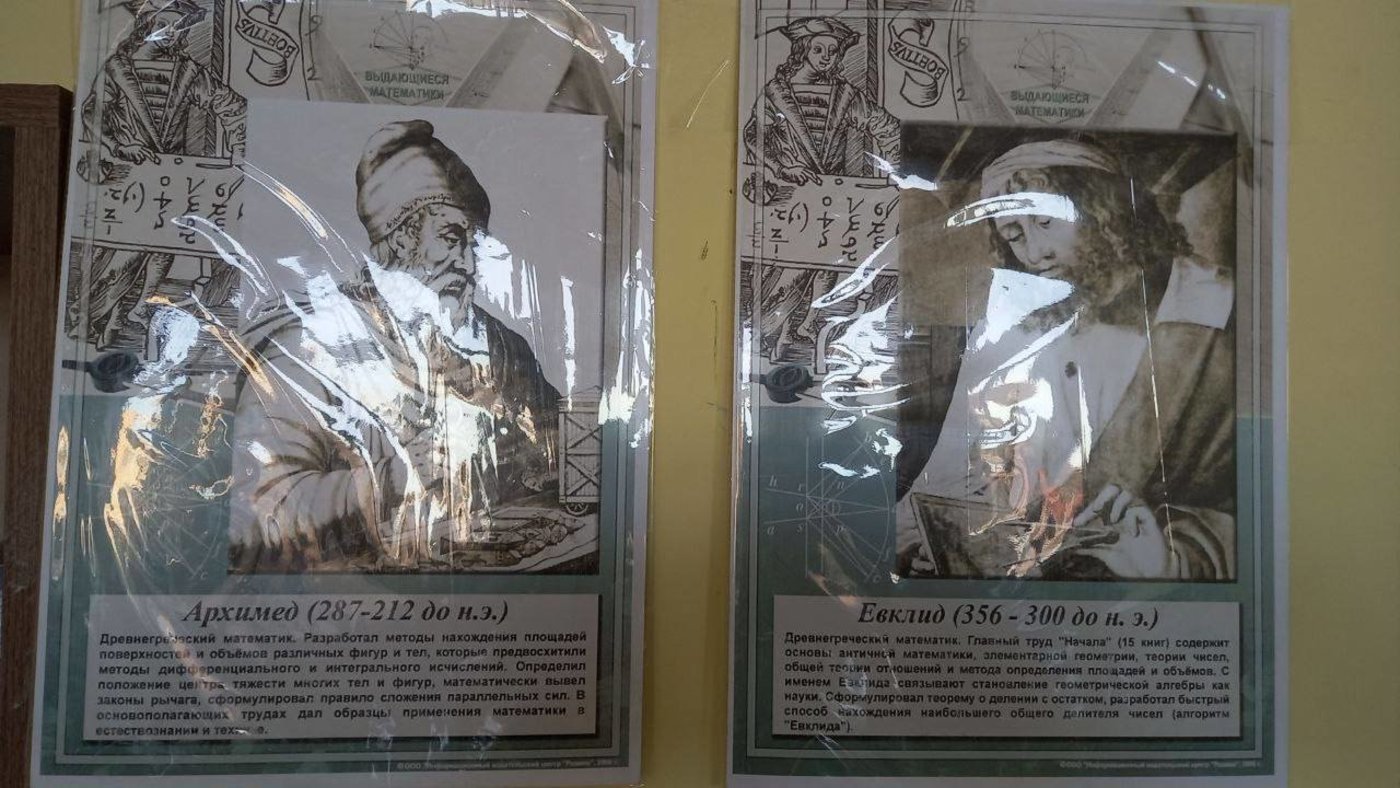 BOETIVS
ВЫДАЮЩИЕСЯ
МАТЕМАТИКИ
Архимед (287-212 до н.э.)
Древнегреческий математик. Разработал методы нахождения площадей
поверхностей и объёмов различных фигур и тел, которые предвосхитили
методы дифференциального и интегрального исчислений. Определил
положение центра тяжести многих тел и фигур, математически вывел
законы рычага, сформулировал правило сложения параллельных сил. В
основополагающих трудах дал образцы применения математики в
естествознании и технике.
BOETIVS
ВЫДАЮЩИЕСЯ
МАТЕМАТИКИ
Евклид (356 - 300 до н. э.)
Древнегреческий математик. Главный труд "Начала" (15 книг) содержит
основы античной математики, элементарной геометрии, теории чисел,
общей теории отношений и метода определения площадей и объёмов. С
именем Евклида связывают становление геометрической алгебры как
науки. Сформулировал теорему о делении с остатком, разработал быстрый
способ нахождения наибольшего общего делителя чисел (алгоритм
"Евклида").